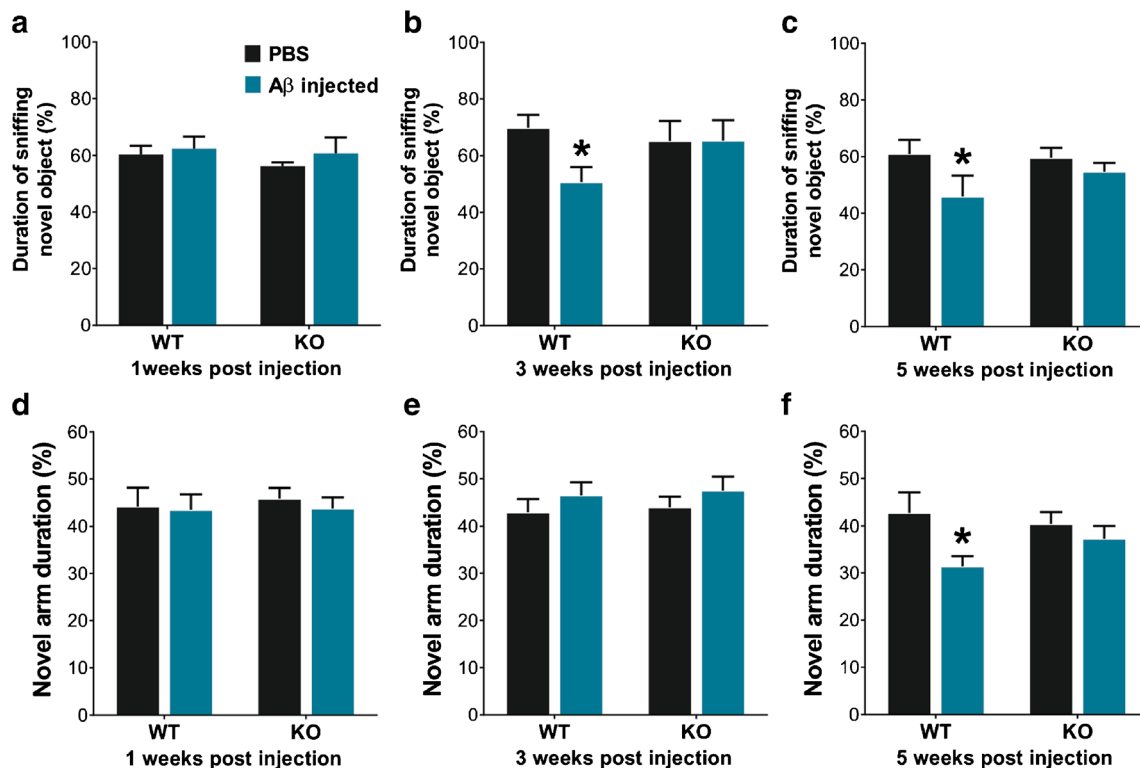 a
PBS
Aβ injected
Duration of sniffing
novel object (%)
100
80
60
40
20
0
WT
KO
1weeks post injection
b
Duration of sniffing
novel object (%)
100
80
60
40
20
0
*
WT
KO
3 weeks post injection
c
Duration of sniffing
novel object (%)
100
80
60
40
20
0
*
WT
KO
5 weeks post injection
d
Novel arm duration (%)
60
50
40
30
20
10
0
WT
KO
1 weeks post injection
e
Novel arm duration (%)
60
50
40
30
20
10
0
WT
KO
3 weeks post injection
f
Novel arm duration (%)
60
50
40
30
20
10
0
*
WT
KO
5 weeks post injection